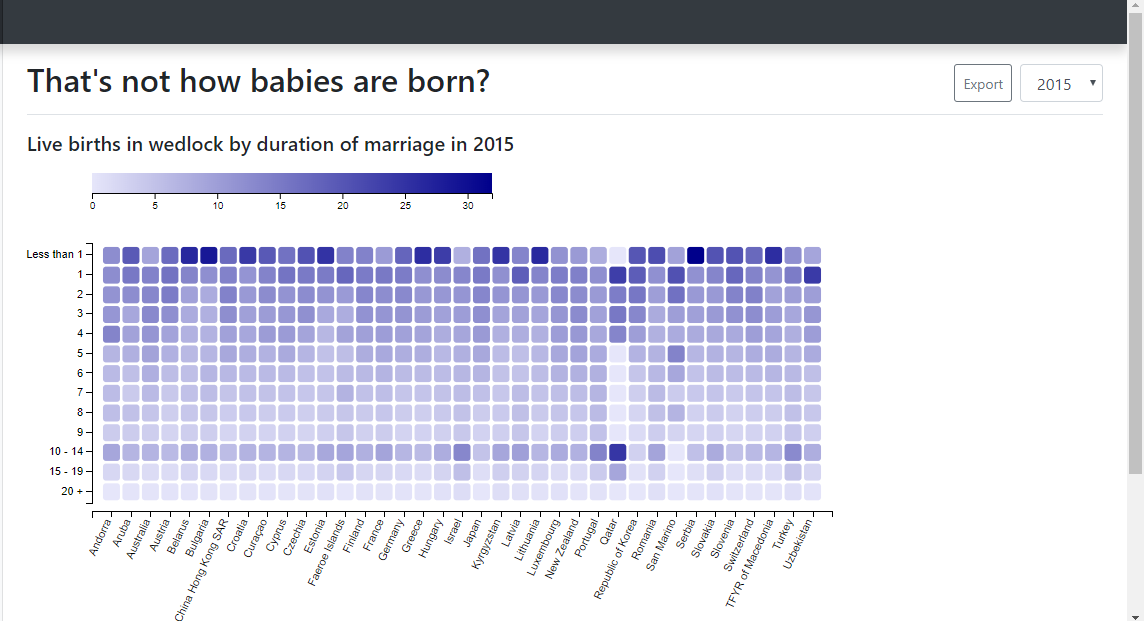 That's not how babies are born?
Export
2015
Live births in wedlock by duration of marriage in 2015
0 5 10 15 20 25 30
Less than 1
1
2
3
4
5
6
7
8
9
10 - 14
15 - 19
20 +
Andorra
Aruba
Australia
Austria
Belarus
Bulgaria
China Hong Kong SAR
Croatia
Curaçao
Cyprus
Czechia
Estonia
Faeroe Islands
Finland
France
Germany
Greece
Hungary
Israel
Japan
Kyrgyzstan
Latvia
Lithuania
Luxembourg
New Zealand
Portugal
Qatar
Republic of Korea
Romania
San Marino
Serbia
Slovakia
Slovenia
Switzerland
TFYR of Macedonia
Turkey
Uzbekistan